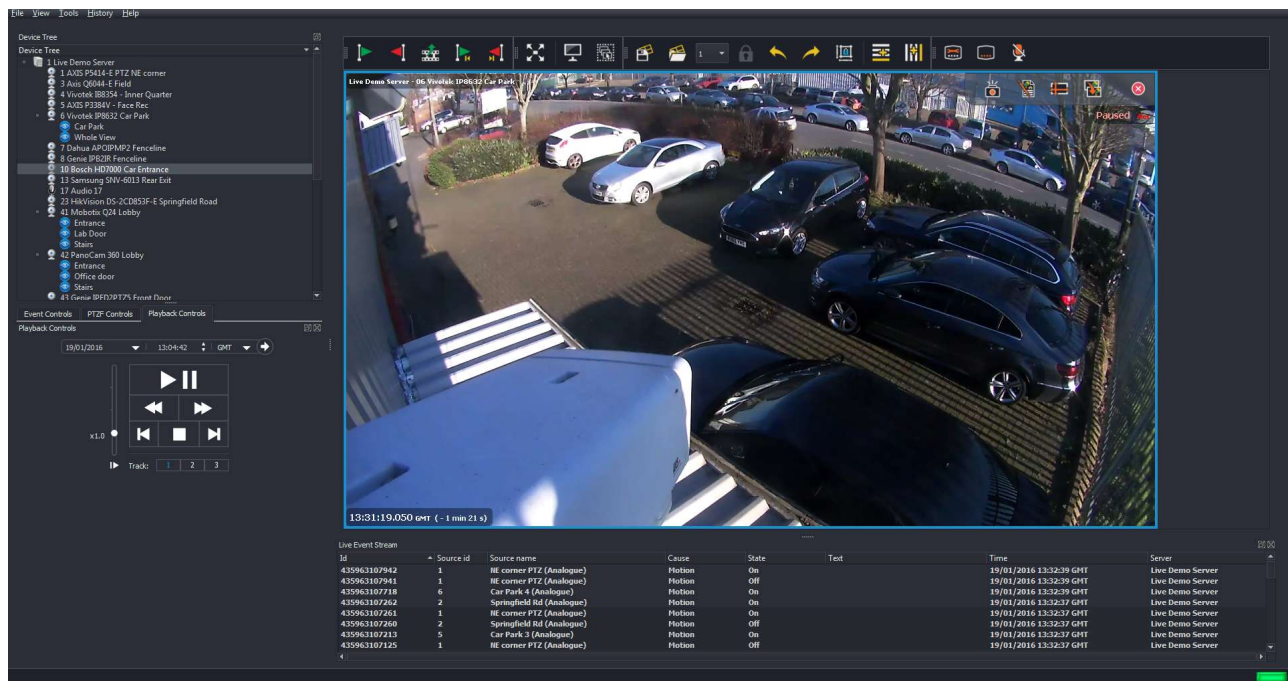 File View Tools History Help
Device Tree
Device Tree
1 Live Demo Server
1 AXIS P5414-E PTZ NE corner
3 Axis Q6044-E Field
4 Vivotek IB8354 - Inner Quarter
5 AXIS P3384V - Face Rec
6 Vivotek IP8632 Car Park
Car Park
Whole View
7 Dahua APOIPMP2 Fenceline
8 Genie IPB2IR Fenceline
10 Bosch HD7000 Car Entrance
13 Samsung SNV-6013 Rear Exit
17 Audio 17
23 HikVision DS-2CD853F-E Springfield Road
41 Mobotix Q24 Lobby
Entrance
Lab Door
Stairs
42 PanoCam 360 Lobby
Entrance
Office door
Stairs
43 Genie IPFD2PTZ5 Front Door
Event Controls PTZF Controls Playback Controls
Playback Controls
19/01/2016 13:04:42 GMT
x1.0
Track: 1 2 3
1
Live Demo Server - 06 Vivotek IP8632 Car Park
Paused
13:31:19.050 GMT ( - 1 min 21 s)
Live Event Stream
Id Source id Source name Cause State Text Time Server
435963107942 1 NE corner PTZ (Analogue) Motion On 19/01/2016 13:32:39 GMT Live Demo Server
435963107941 1 NE corner PTZ (Analogue) Motion Off 19/01/2016 13:32:39 GMT Live Demo Server
435963107718 6 Car Park 4 (Analogue) Motion On 19/01/2016 13:32:39 GMT Live Demo Server
435963107262 2 Springfield Rd (Analogue) Motion On 19/01/2016 13:32:37 GMT Live Demo Server
435963107261 1 NE corner PTZ (Analogue) Motion On 19/01/2016 13:32:37 GMT Live Demo Server
435963107260 2 Springfield Rd (Analogue) Motion Off 19/01/2016 13:32:37 GMT Live Demo Server
435963107213 5 Car Park 3 (Analogue) Motion On 19/01/2016 13:32:37 GMT Live Demo Server
435963107125 1 NE corner PTZ (Analogue) Motion Off 19/01/2016 13:32:37 GMT Live Demo Server